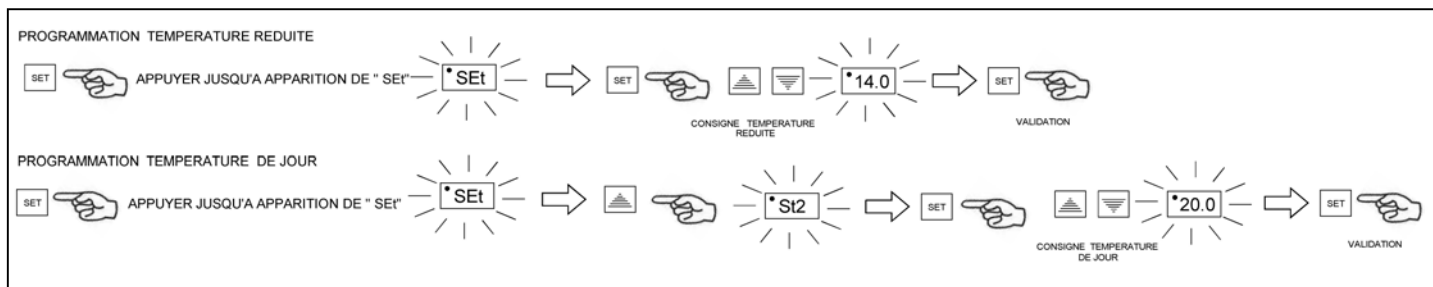 PROGRAMMATION TEMPERATURE REDUITE
SET APPUYER JUSQU'A APPARITION DE " SEt" SEt SET 14.0 SET
CONSIGNE TEMPERATURE
REDUITE
VALIDATION
PROGRAMMATION TEMPERATURE DE JOUR
SET APPUYER JUSQU'A APPARITION DE " SEt" SEt St2 SET 20.0 SET
CONSIGNE TEMPERATURE
DE JOUR
VALIDATION